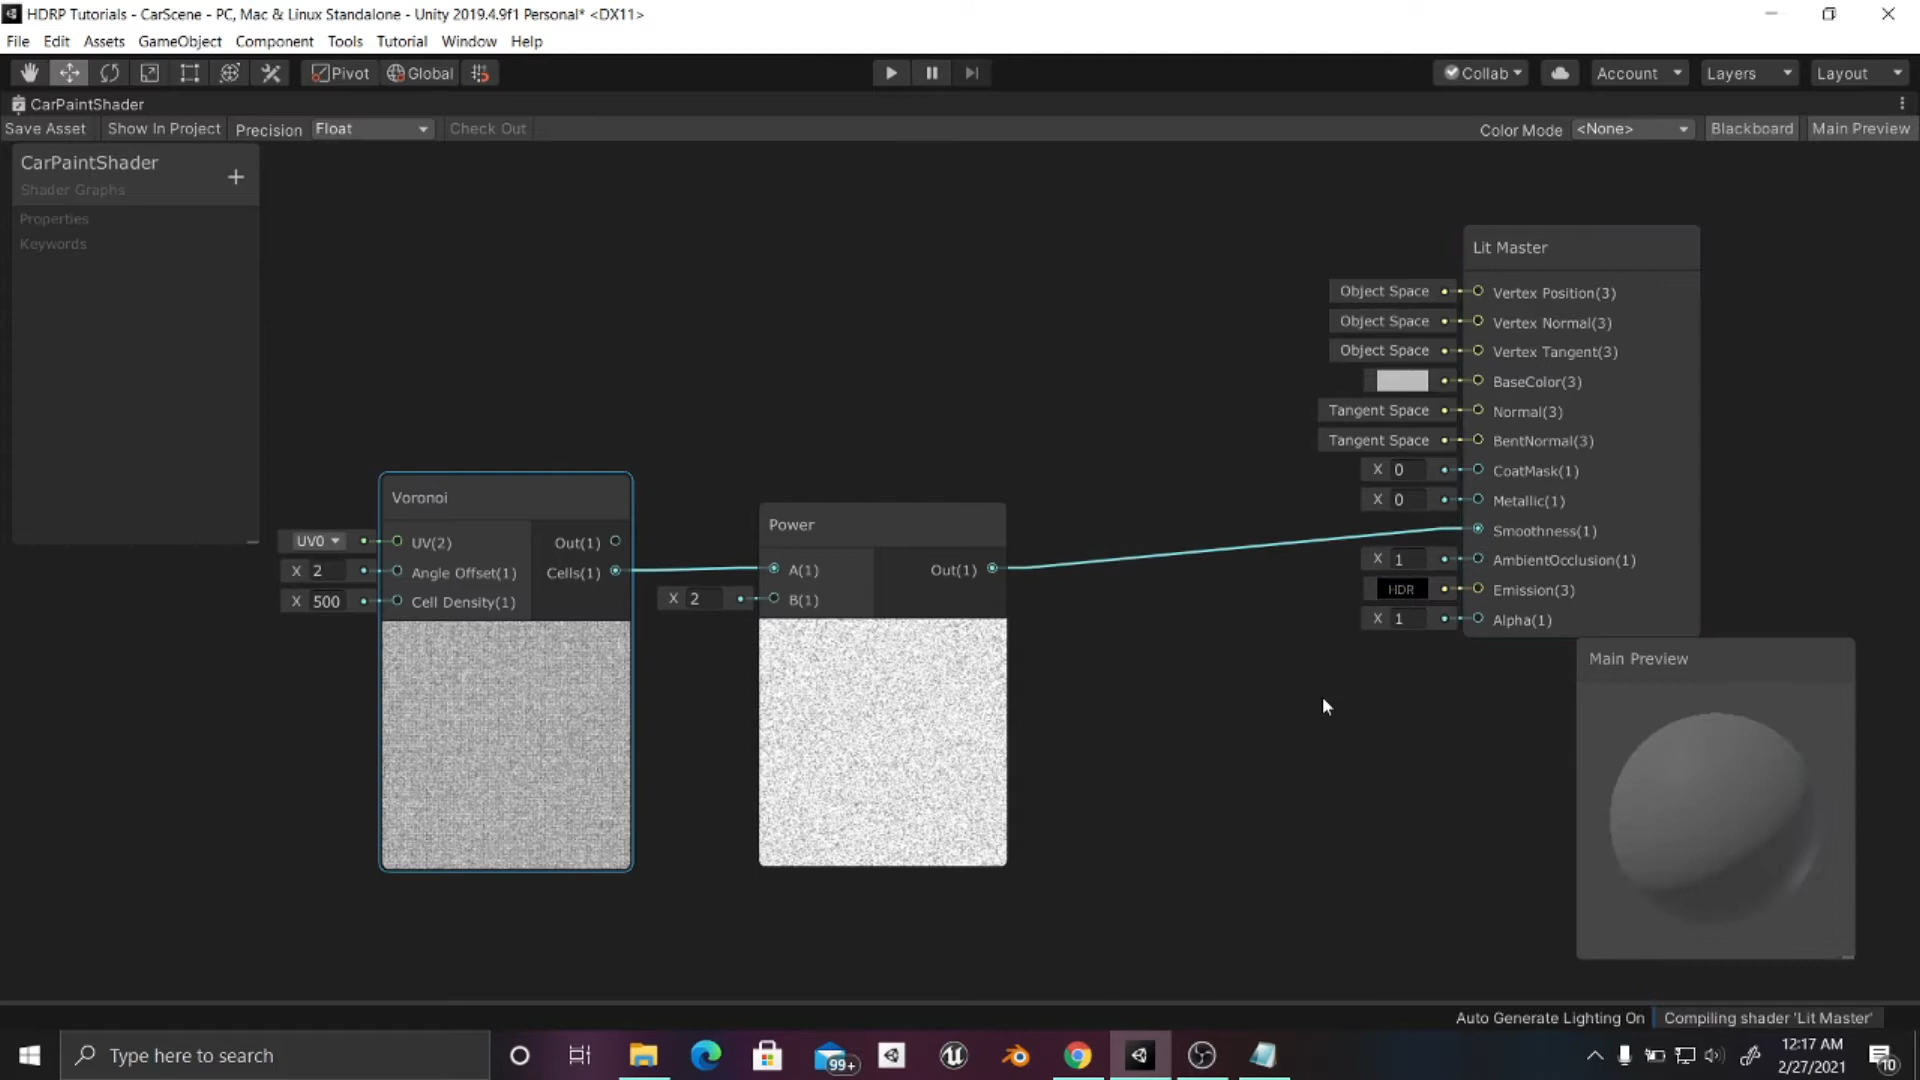 HDRP Tutorials - CarScene - PC, Mac & Linux Standalone - Unity 2019.4.9f1 Personal* <DX11>
File Edit Assets GameObject Component Tools Tutorial Window Help
Pivot Global Collab Account Layers Layout
CarPaintShader
Save Asset Show In Project Precision Float Check Out Color Mode <None> Blackboard Main Preview
CarPaintShader
Shader Graphs
Properties
Keywords
Voronoi
UV0 UV(2) Out(1)
X 2 Angle Offset(1) Cells(1)
X 500 Cell Density(1)
Power
A(1) Out(1)
X 2 B(1)
Lit Master
Object Space Vertex Position(3)
Object Space Vertex Normal(3)
Object Space Vertex Tangent(3)
BaseColor(3)
Tangent Space Normal(3)
Tangent Space BentNormal(3)
X 0 CoatMask(1)
X 0 Metallic(1)
Smoothness(1)
X 1 AmbientOcclusion(1)
HDR Emission(3)
X 1 Alpha(1)
Main Preview
Auto Generate Lighting On Compiling shader 'Lit Master'
Type here to search
99+
12:17 AM
2/27/2021
10